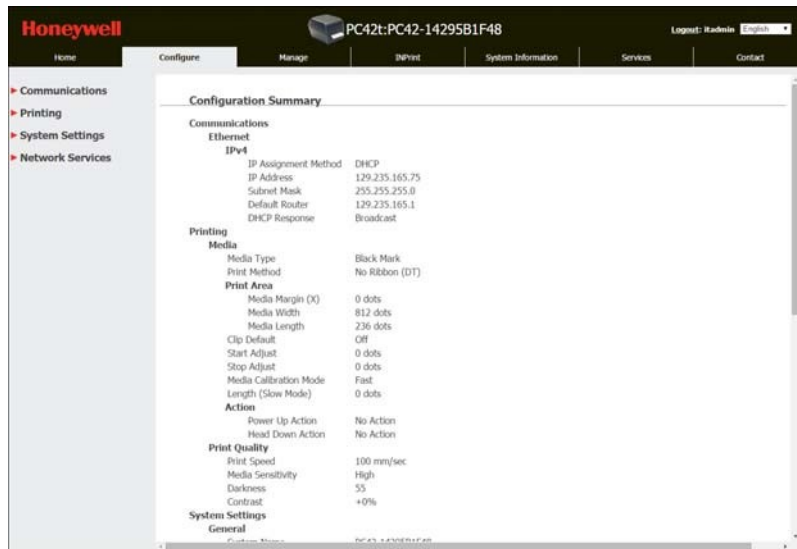 Honeywell
PC42t:PC42-14295B1F48
Logout: itadmin English
Home Configure Manage INPrint System Information Services Contact
Communications
Printing
System Settings
Network Services
Configuration Summary
Communications
Ethernet
IPv4
IP Assignment Method DHCP
IP Address 129.235.165.75
Subnet Mask 255.255.255.0
Default Router 129.235.165.1
DHCP Response Broadcast
Printing
Media
Media Type Black Mark
Print Method No Ribbon (DT)
Print Area
Media Margin (X) 0 dots
Media Width 812 dots
Media Length 236 dots
Clip Default Off
Start Adjust 0 dots
Stop Adjust 0 dots
Media Calibration Mode Fast
Length (Slow Mode) 0 dots
Action
Power Up Action No Action
Head Down Action No Action
Print Quality
Print Speed 100 mm/sec
Media Sensitivity High
Darkness 55
Contrast +0%
System Settings
General
System Name PC42-14295B1F48